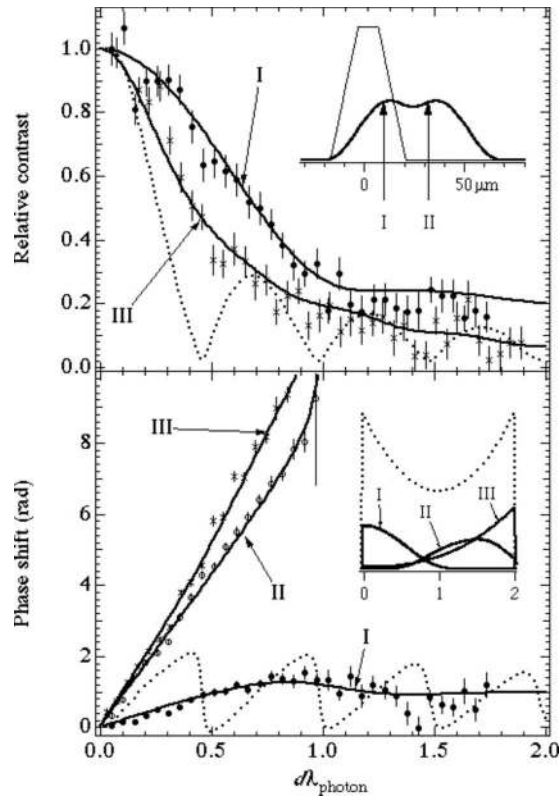 1.0
I
0.8
0.6
0.4
0.2
0.0
Relative contrast
III
0
50 μm
I
II
8
6
4
2
0
Phase shift (rad)
III
II
I
I
II
III
0
1
2
0.0
0.5
1.0
1.5
2.0
d/λphoton